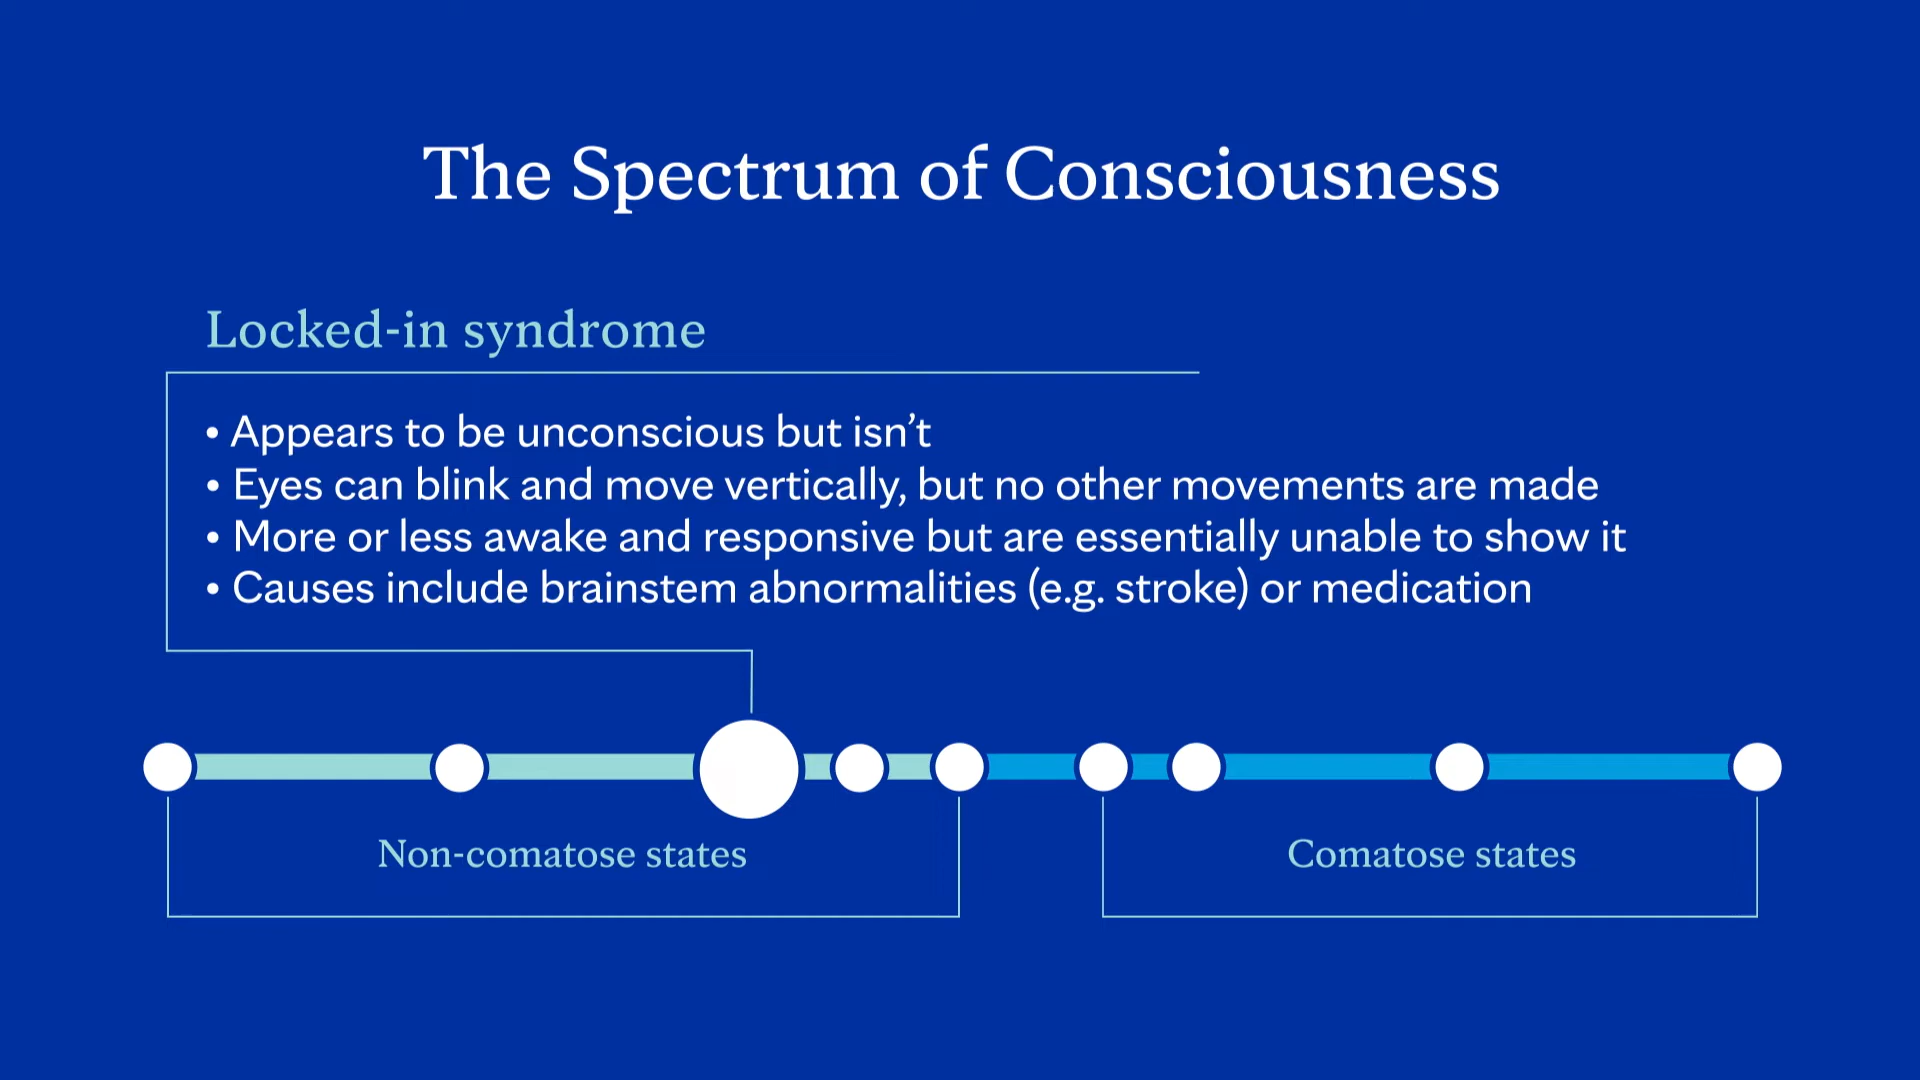 The Spectrum of Consciousness
Locked-in syndrome
• Appears to be unconscious but isn’t
• Eyes can blink and move vertically, but no other movements are made
• More or less awake and responsive but are essentially unable to show it
• Causes include brainstem abnormalities (e.g. stroke) or medication
Non-comatose states
Comatose states